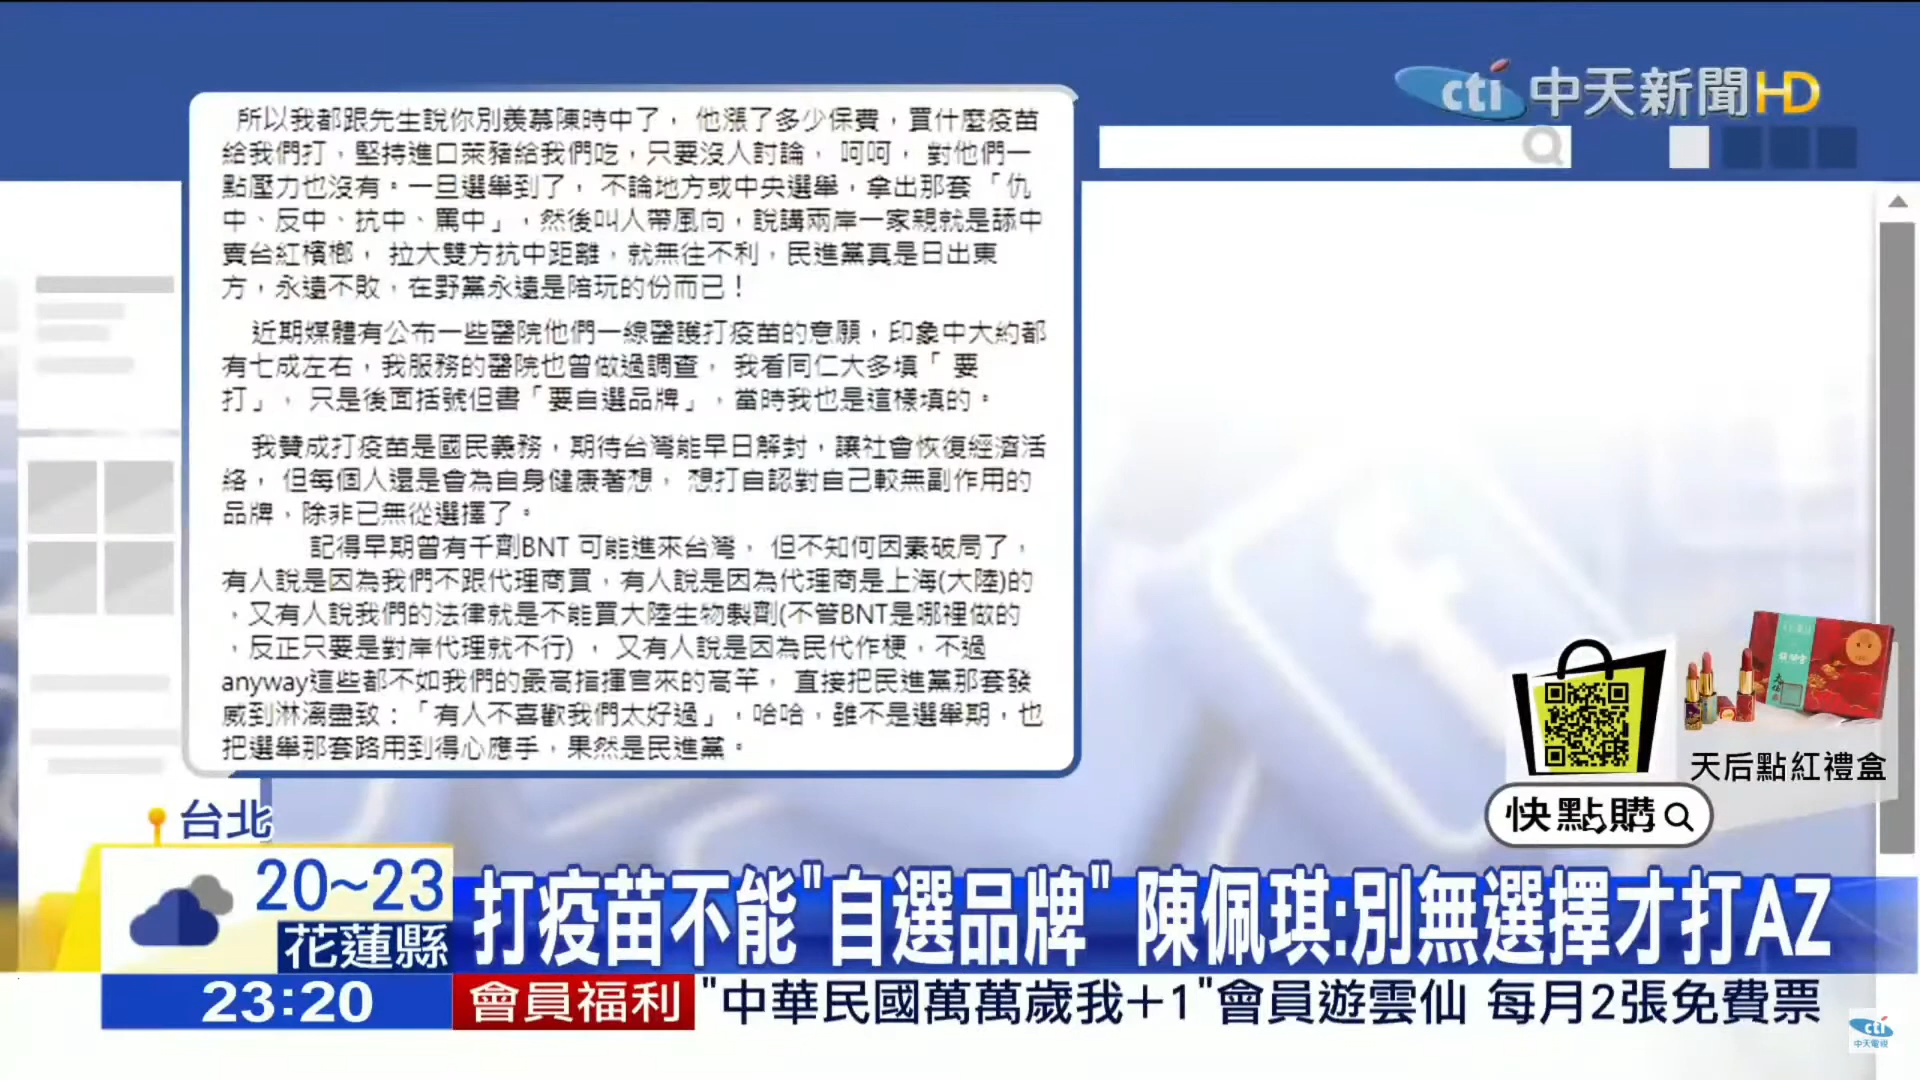 cti 中天新聞HD
所以我都跟先生說你別羨慕陳時中了，他漲了多少保費，買什麼疫苗
給我們打，堅持進口萊豬給我們吃，只要沒人討論，呵呵，對他們一
點壓力也沒有。一旦選舉到了，不論地方或中央選舉，拿出那套「仇
中、反中、抗中、罵中」，然後叫人帶風向，說講兩岸一家親就是舔中
賣台紅檳榔，拉大雙方抗中距離，就無往不利，民進黨真是日出東
方，永遠不敗，在野黨永遠是陪玩的份而已！
近期媒體有公布一些醫院他們一線醫護打疫苗的意願，印象中大約都
有七成左右，我服務的醫院也曾做過調查，我看同仁大多填「要
打」，只是後面括號但書「要自選品牌」，當時我也是這樣填的。
我贊成打疫苗是國民義務，期待台灣能早日解封，讓社會恢復經濟活
絡，但每個人還是會為自身健康著想，想打自認對自己較無副作用的
品牌，除非已無從選擇了。
記得早期曾有千劑BNT 可能進來台灣，但不知何因素破局了，
有人說是因為我們不跟代理商買，有人說是因為代理商是上海(大陸)的
，又有人說我們的法律就是不能買大陸生物製劑(不管BNT是哪裡做的
，反正只要是對岸代理就不行)，又有人說是因為民代作梗，不過
anyway這些都不如我們的最高指揮官來的高竿，直接把民進黨那套發
威到淋漓盡致：「有人不喜歡我們太好過」，哈哈，雖不是選舉期，也
把選舉那套路用到得心應手，果然是民進黨。
天后點紅禮盒
快點購
台北
20~23
花蓮縣
打疫苗不能"自選品牌" 陳佩琪:別無選擇才打AZ
23:20
會員福利
"中華民國萬萬歲我+1"會員遊雲仙 每月2張免費票
cti
中天電視